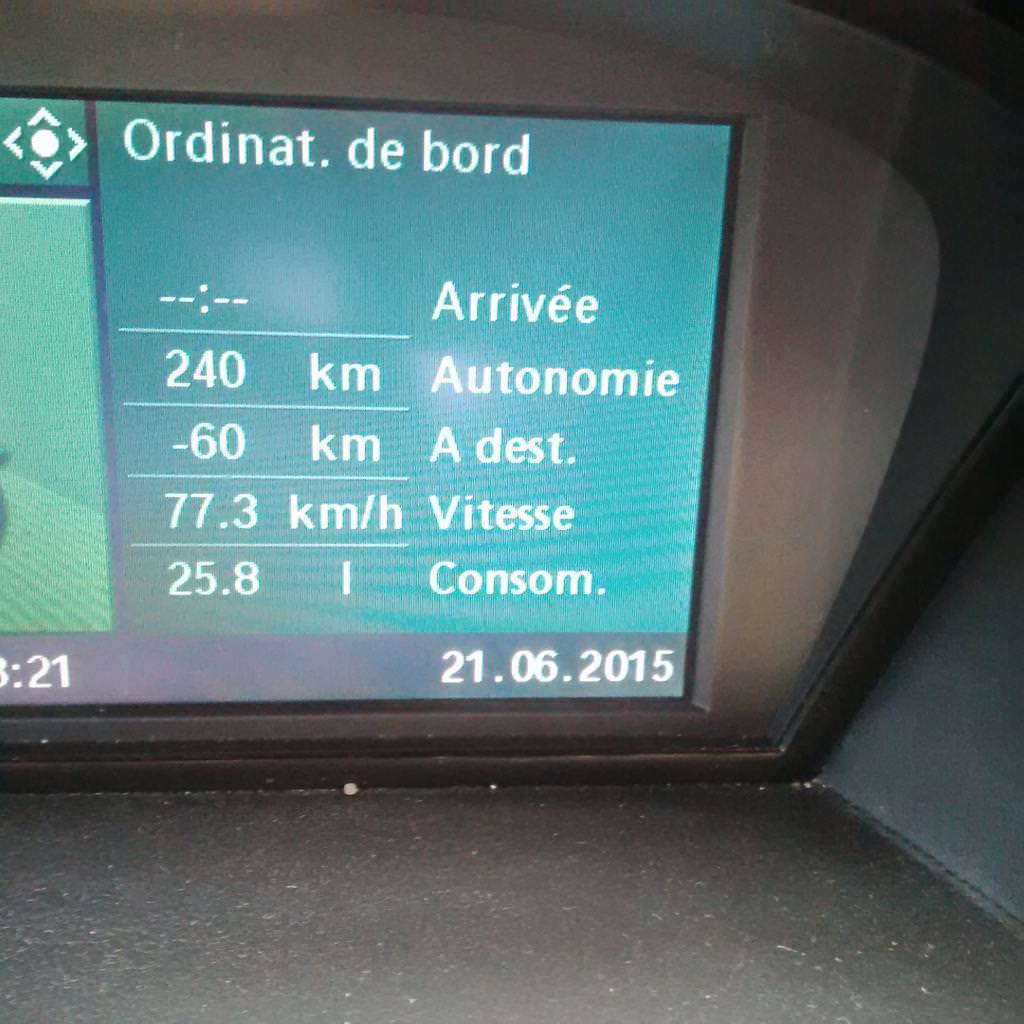 Ordinat. de bord
--:-- Arrivée
240 km Autonomie
-60 km A dest.
77.3 km/h Vitesse
25.8 l Consom.
:21 21.06.2015